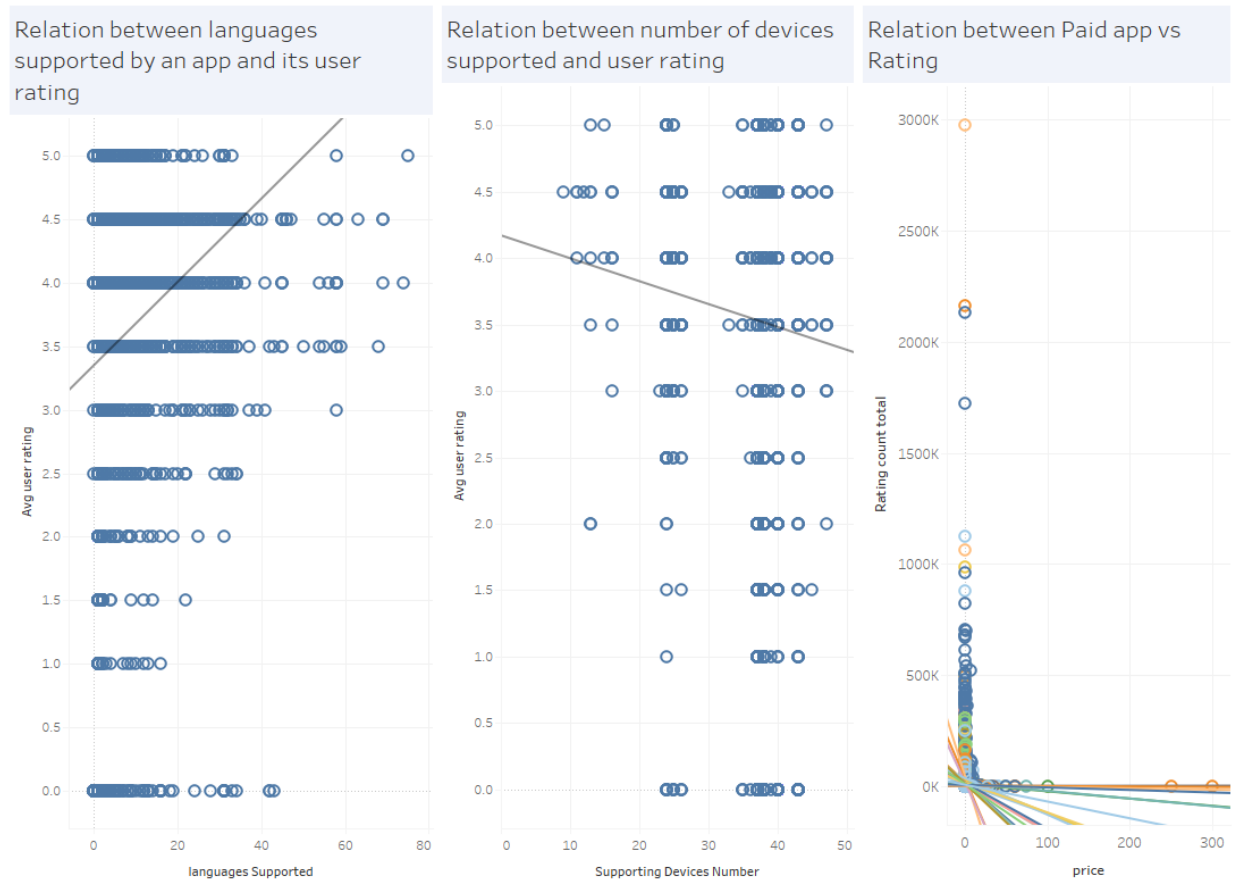 Relation between languages
supported by an app and its user
rating
5.0
4.5
4.0
3.5
3.0
2.5
2.0
1.5
1.0
0.5
0.0
Avg user rating
0
20
40
60
80
languages Supported
Relation between number of devices
supported and user rating
5.0
4.5
4.0
3.5
3.0
2.5
2.0
1.5
1.0
0.5
0.0
Avg user rating
0
10
20
30
40
50
Supporting Devices Number
Relation between Paid app vs
Rating
3000K
2500K
2000K
1500K
1000K
500K
0K
Rating count total
0
100
200
300
price